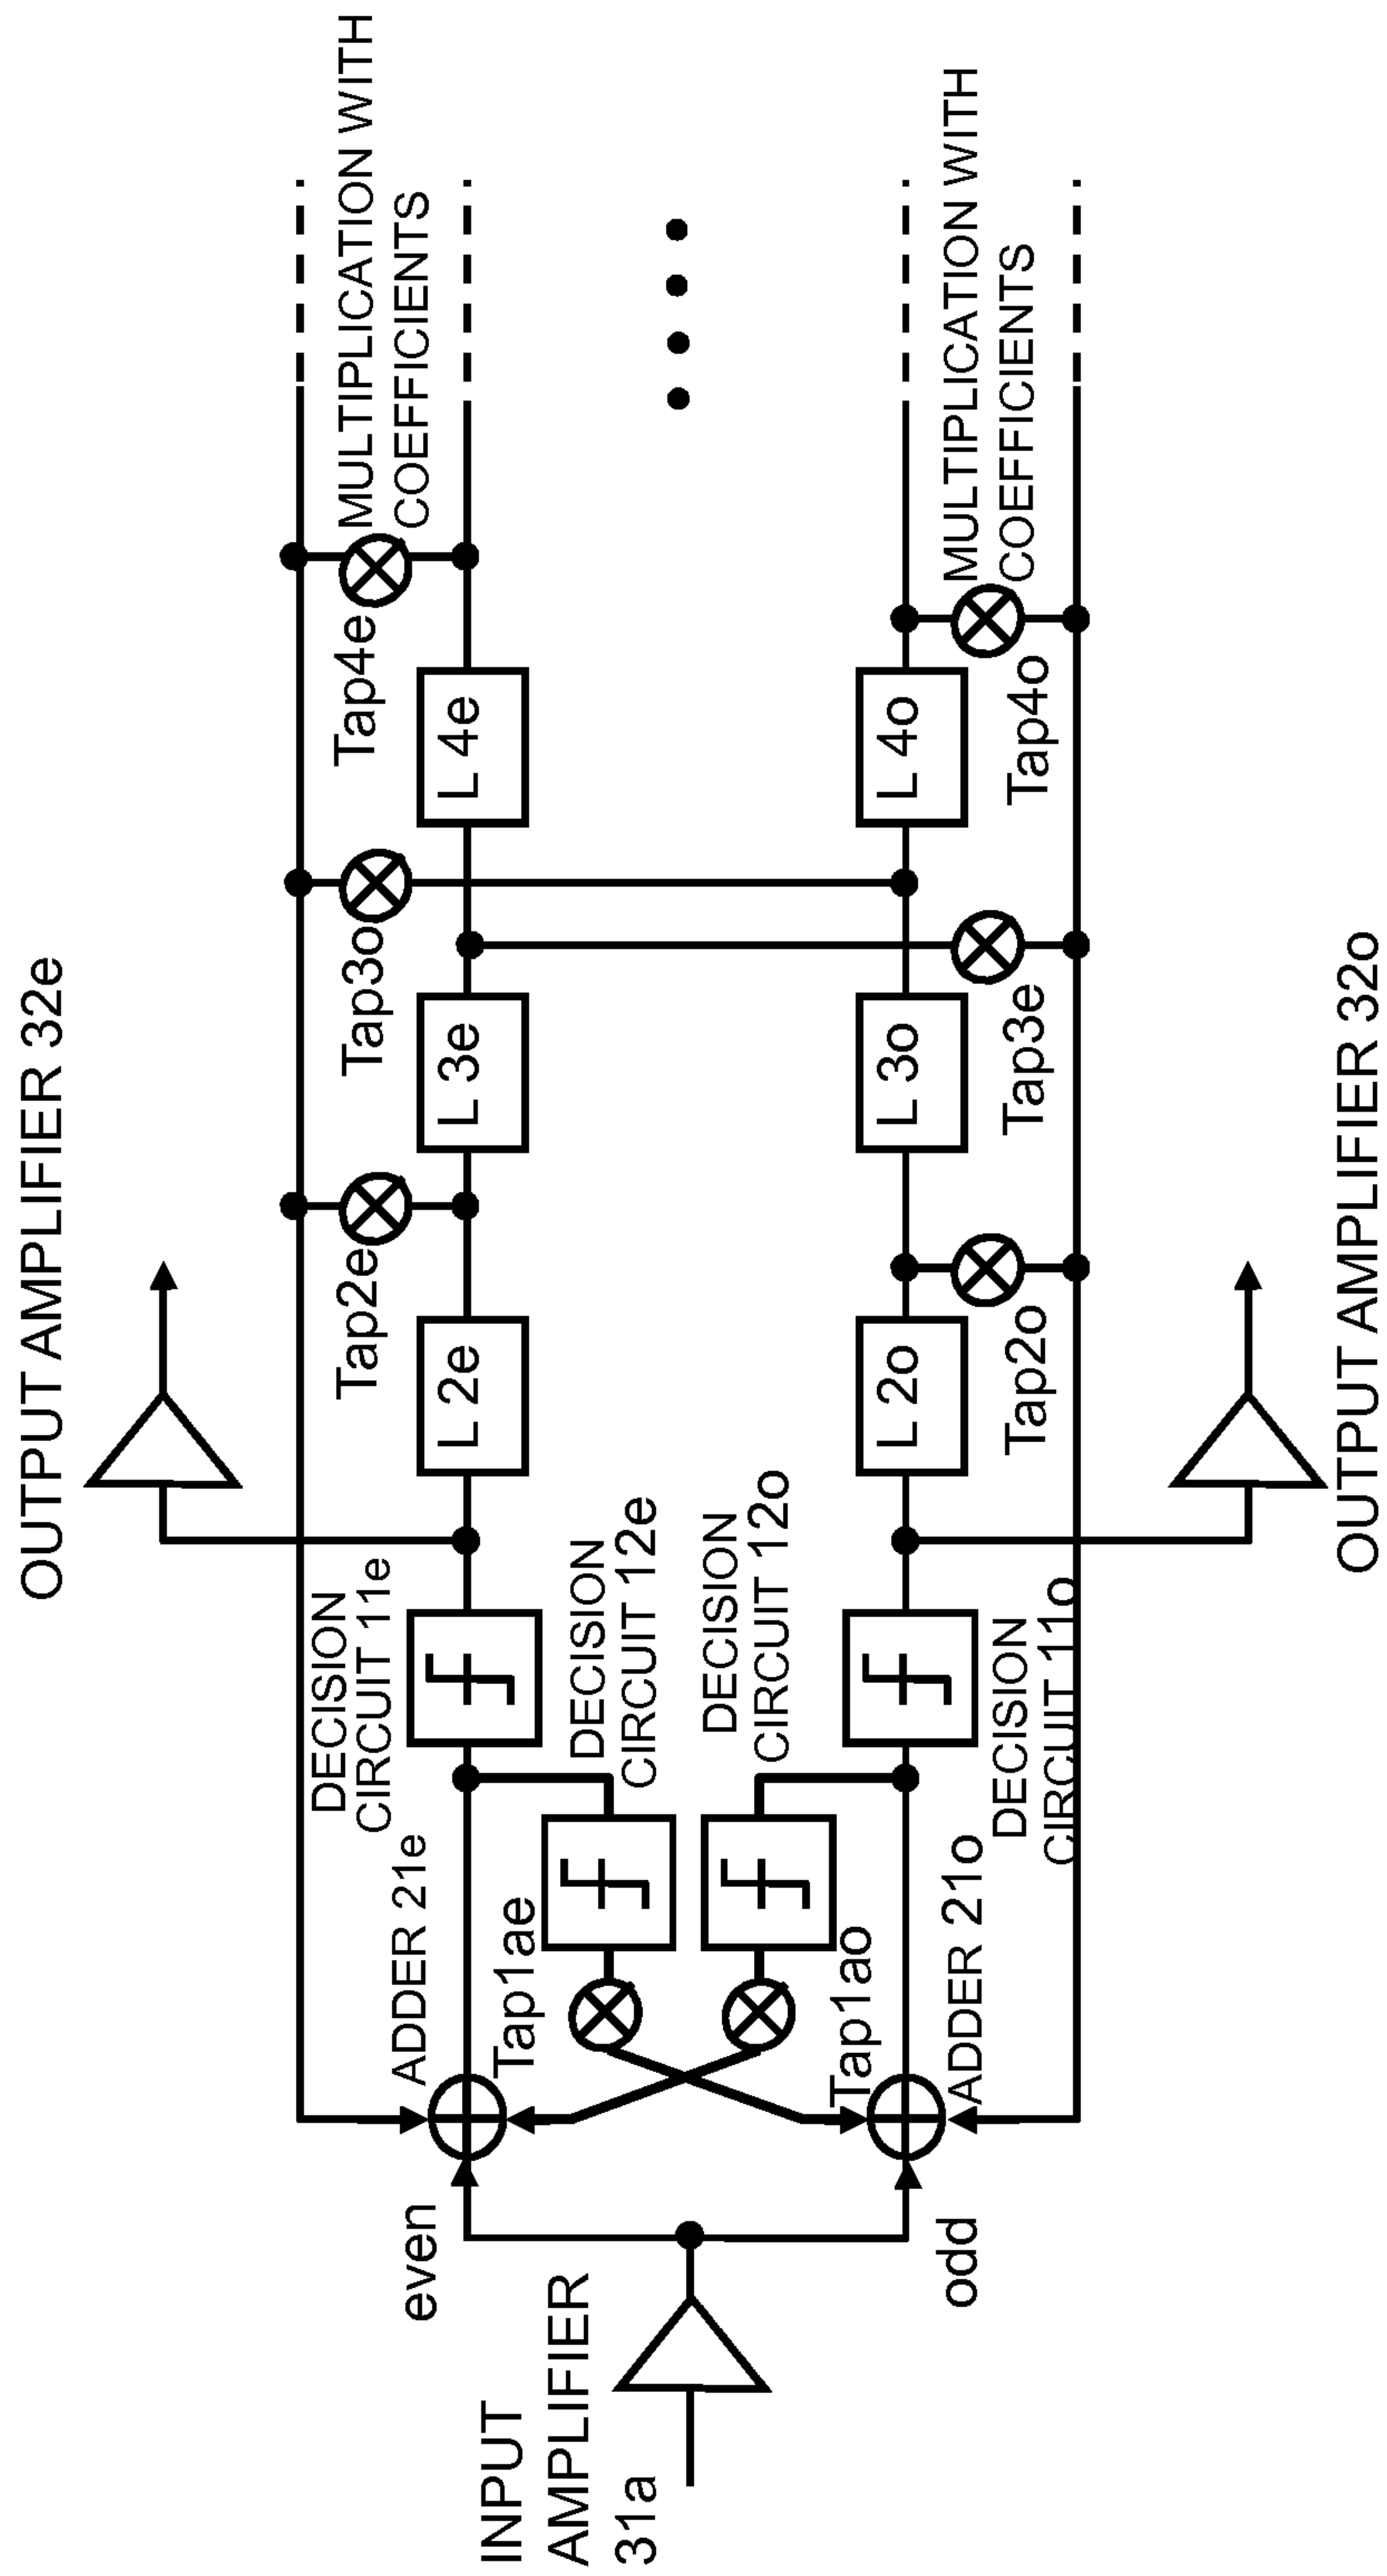 OUTPUT AMPLIFIER 32e
MULTIPLICATION WITH
COEFFICIENTS
Tap2e
Tap3o
Tap4e
DECISION
CIRCUIT 11e
ADDER 21e
even
L 2e
L 3e
L 4e
Tap1ae
DECISION
CIRCUIT 12e
INPUT
AMPLIFIER
31a
DECISION
CIRCUIT 12o
Tap1ao
L 2o
L 3o
L 4o
odd
ADDER 21o
DECISION
CIRCUIT 11o
Tap2o
Tap3e
Tap4o
MULTIPLICATION WITH
COEFFICIENTS
OUTPUT AMPLIFIER 32o